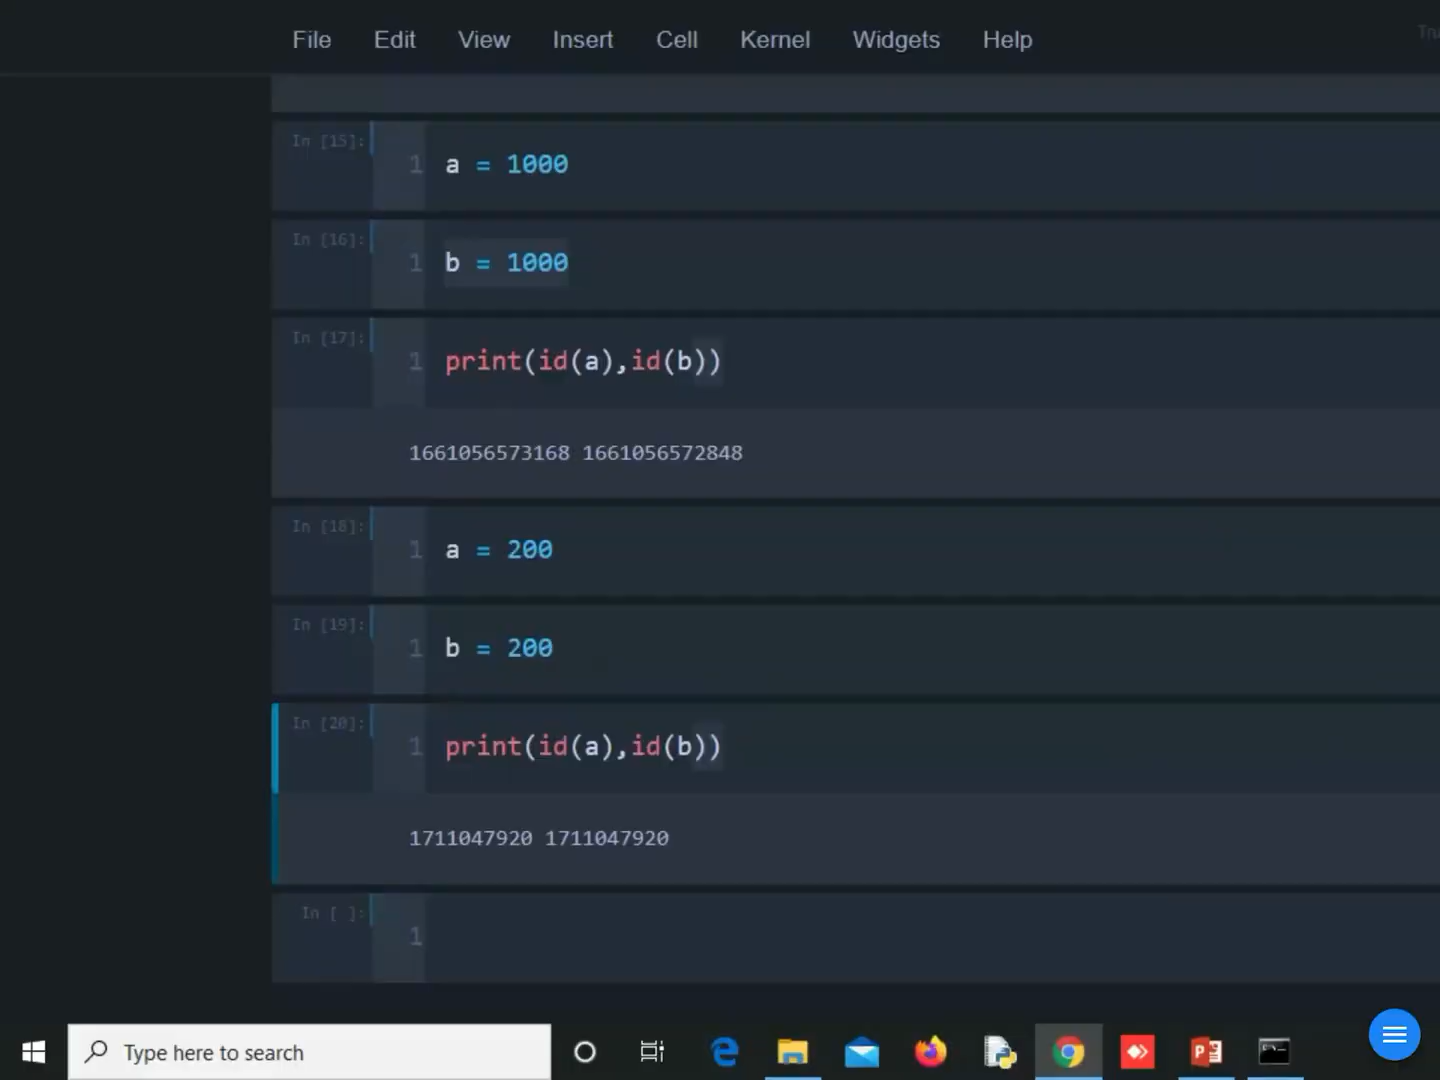 File Edit View Insert Cell Kernel Widgets Help
In [15]:
1 a = 1000
In [16]:
1 b = 1000
In [17]:
1 print(id(a),id(b))
1661056573168 1661056572848
In [18]:
1 a = 200
In [19]:
1 b = 200
In [20]:
1 print(id(a),id(b))
1711047920 1711047920
In [ ]:
1
Type here to search